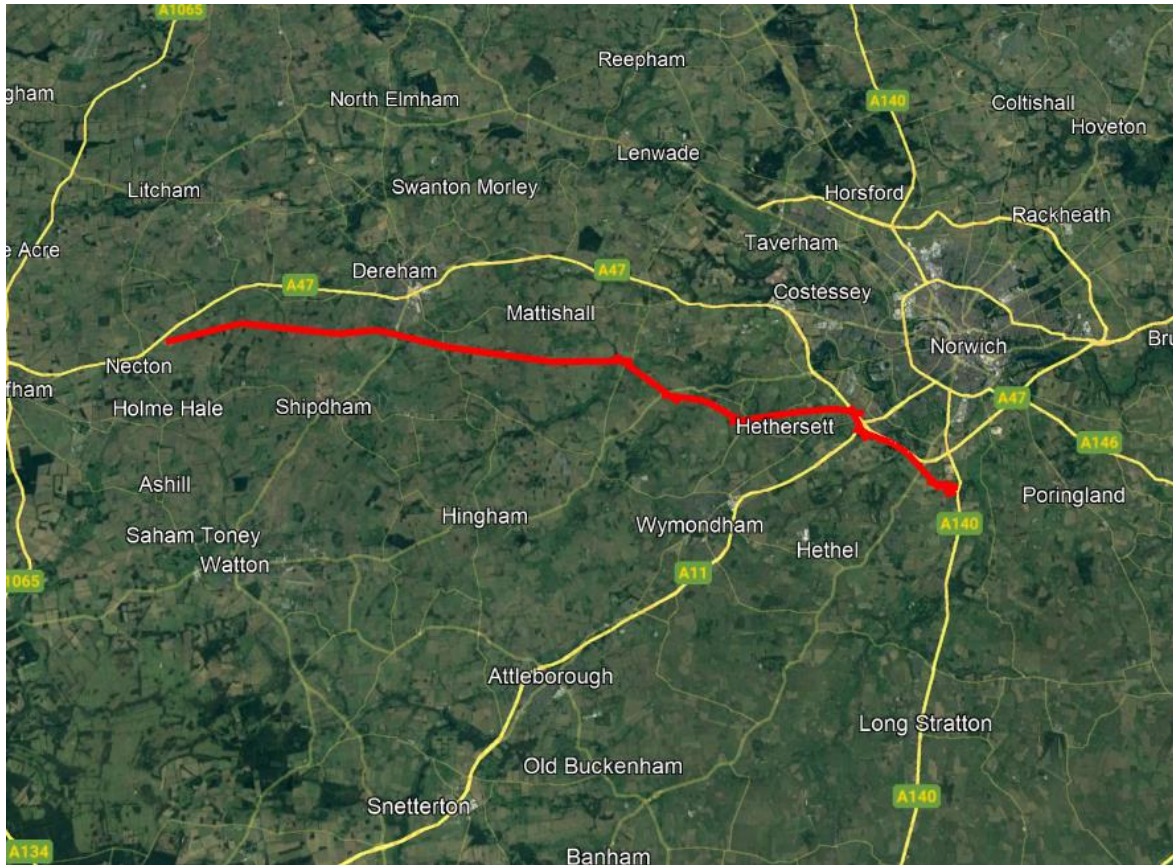 A1065
Reepham
gham
North Elmham
A140
Coltishall
Hoveton
Lenwade
Litcham
Swanton Morley
Horsford
Rackheath
e Acre
Taverham
Dereham
A47
A47
Costessey
Mattishall
Norwich
Bru
Necton
fham
Holme Hale
Shipdham
A47
Hethersett
A146
Ashill
Poringland
Hingham
Wymondham
A140
Saham Toney
Hethel
Watton
A11
1065
Attleborough
Long Stratton
Old Buckenham
Snetterton
A140
A134
Banham